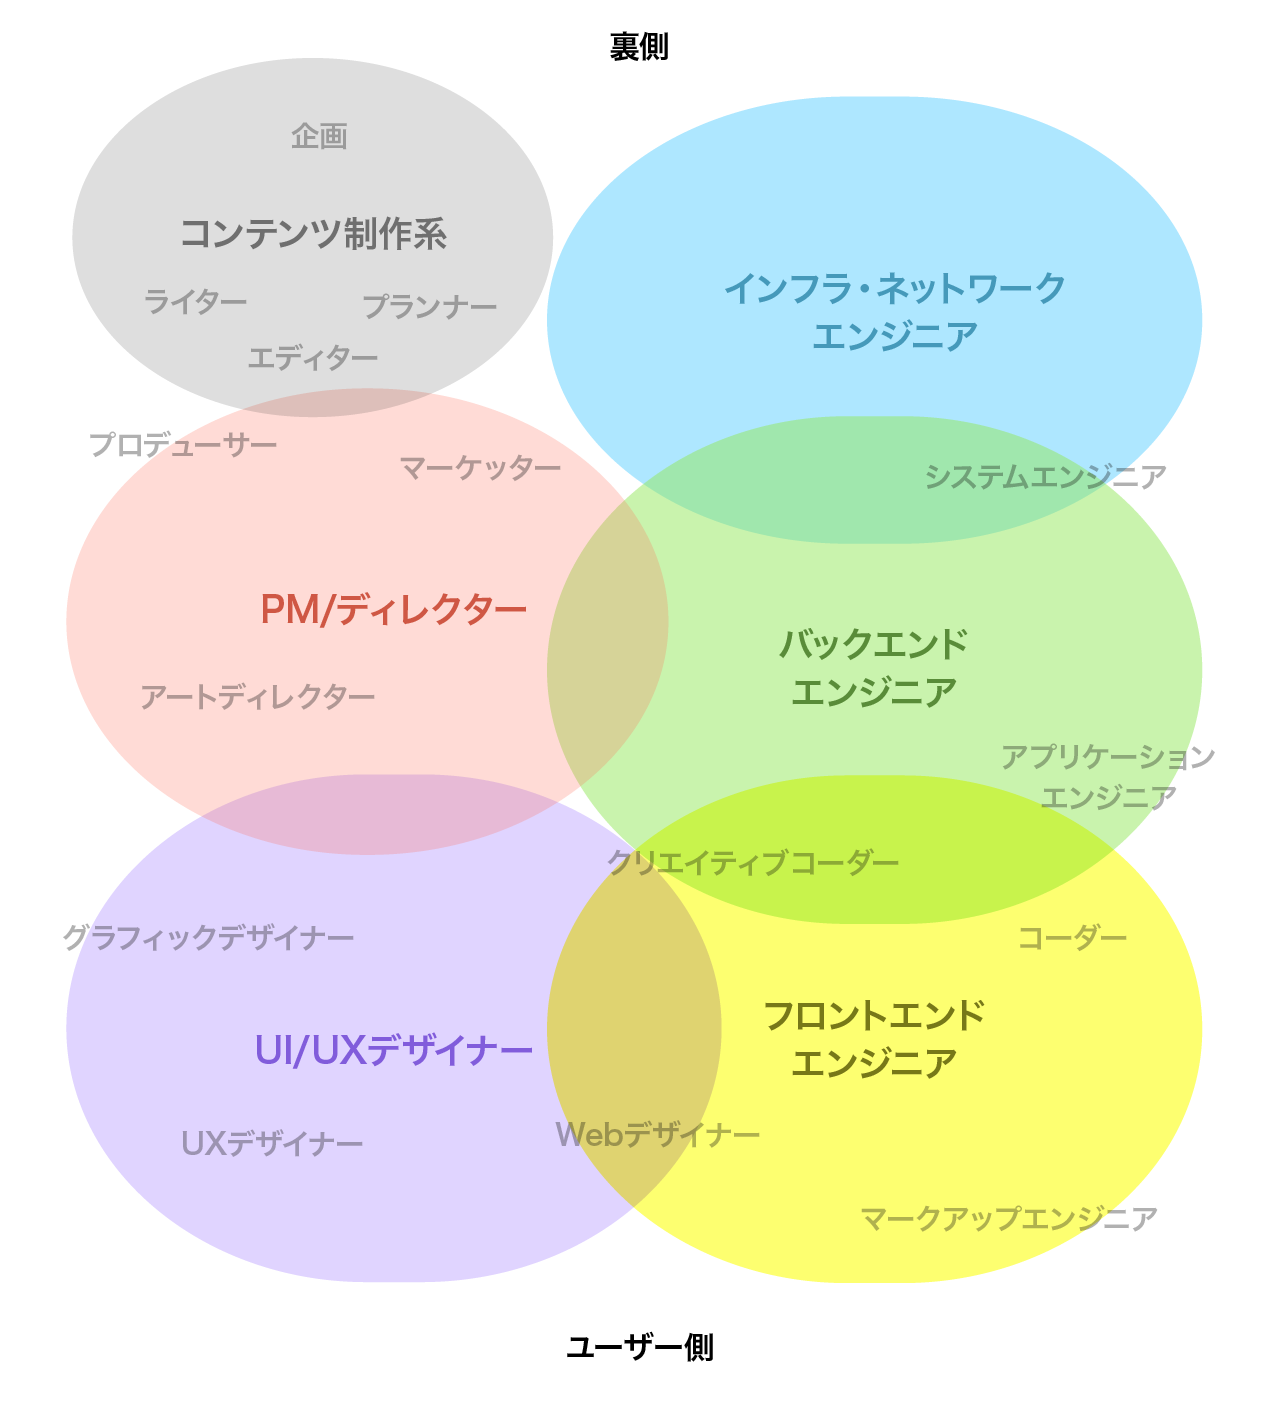 裏側
企画
コンテンツ制作系
ライター
プランナー
エディター
インフラ・ネットワーク
エンジニア
プロデューサー
マーケッター
システムエンジニア
PM/ディレクター
バックエンド
エンジニア
アートディレクター
アプリケーション
エンジニア
クリエイティブコーダー
グラフィックデザイナー
コーダー
UI/UXデザイナー
フロントエンド
エンジニア
UXデザイナー
Webデザイナー
マークアップエンジニア
ユーザー側